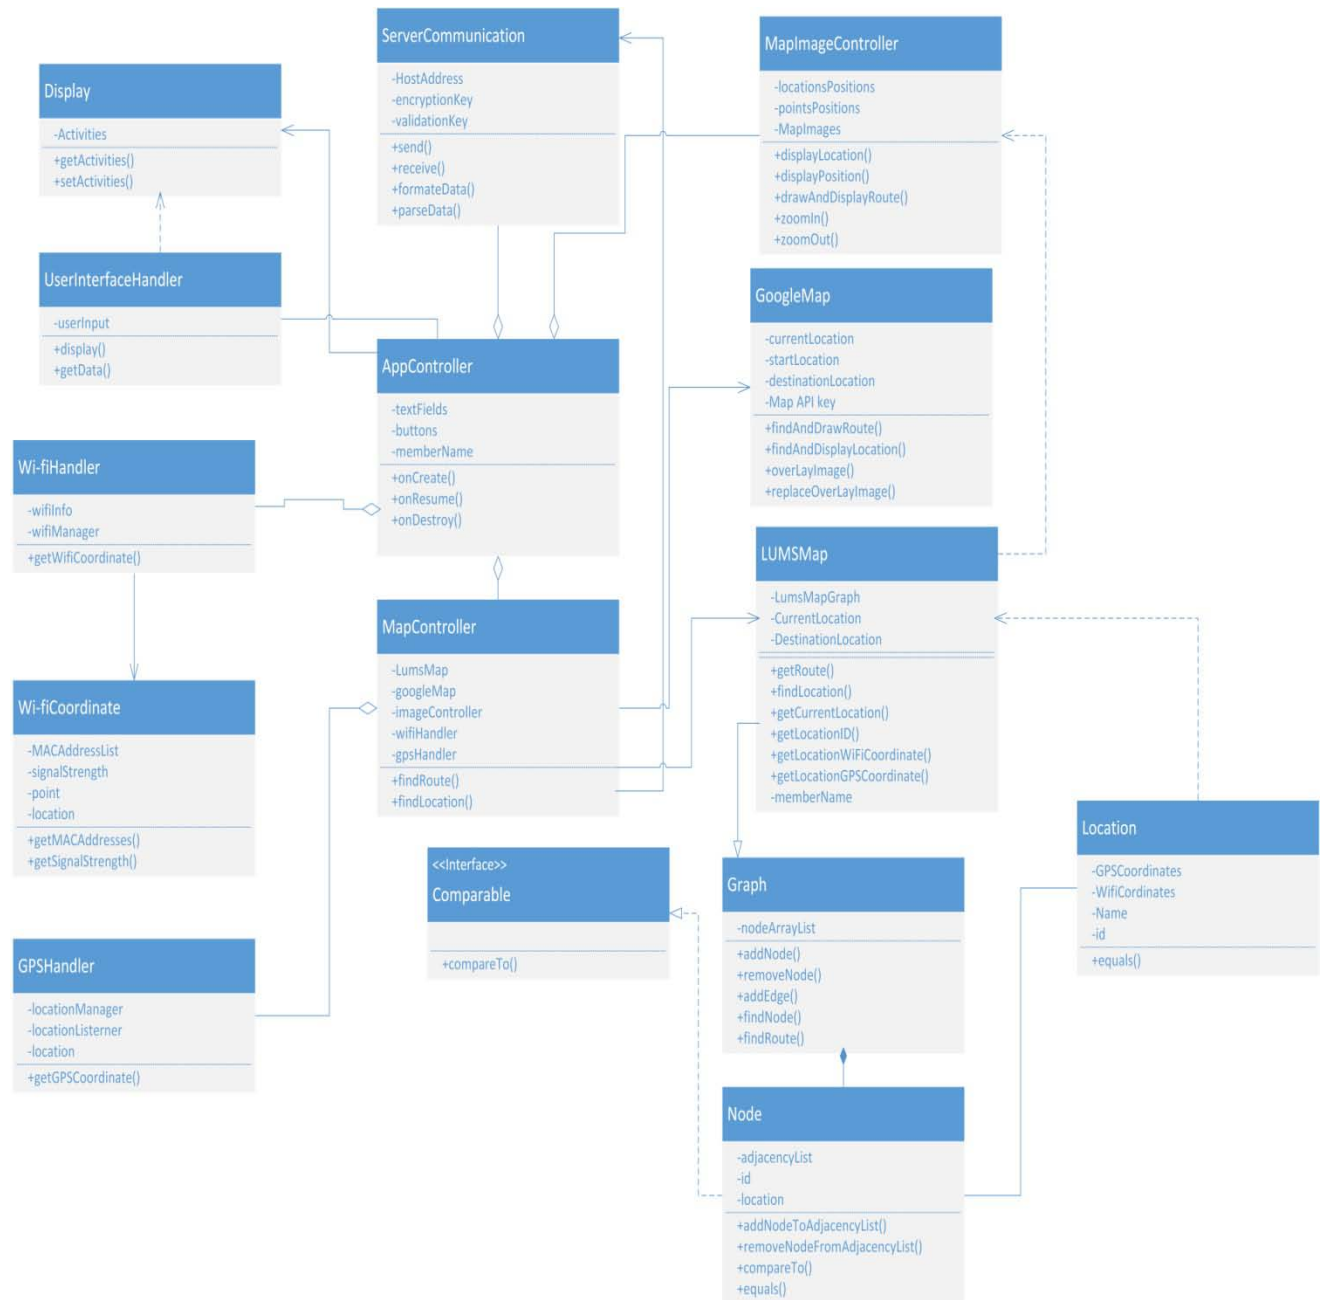 ServerCommunication
-HostAddress
-encryptionKey
-validationKey
+send()
+receive()
+formateData()
+parseData()
MapImageController
-locationsPositions
-pointsPositions
-MapImages
+displayLocation()
+displayPosition()
+drawAndDisplayRoute()
+zoomIn()
+zoomOut()
Display
-Activities
+getActivities()
+setActivities()
UserInterfaceHandler
-userInput
+display()
+getData()
GoogleMap
-currentLocation
-startLocation
-destinationLocation
-Map API key
+findAndDrawRoute()
+findAndDisplayLocation()
+overLayImage()
+replaceOverLayImage()
AppController
-textFields
-buttons
-memberName
+onCreate()
+onResume()
+onDestroy()
Wi-fiHandler
-wifiInfo
-wifiManager
+getWifiCoordinate()
LUMSMap
-LumsMapGraph
-CurrentLocation
-DestinationLocation
+getRoute()
+findLocation()
+getCurrentLocation()
+getLocationID()
+getLocationWiFiCoordinate()
+getLocationGPSCoordinate()
-memberName
MapController
-LumsMap
-googleMap
-imageController
-wifiHandler
-gpsHandler
+findRoute()
+findLocation()
Wi-fiCoordinate
-MACAddressList
-signalStrength
-point
-location
+getMACAddresses()
+getSignalStrength()
Location
-GPSCoordinates
-WifiCordinates
-Name
-id
+equals()
<<Interface>>
Comparable
+compareTo()
Graph
-nodeArrayList
+addNode()
+removeNode()
+addEdge()
+findNode()
+findRoute()
GPSHandler
-locationManager
-locationListerner
-location
+getGPSCoordinate()
Node
-adjacencyList
-id
-location
+addNodeToAdjacencyList()
+removeNodeFromAdjacencyList()
+compareTo()
+equals()